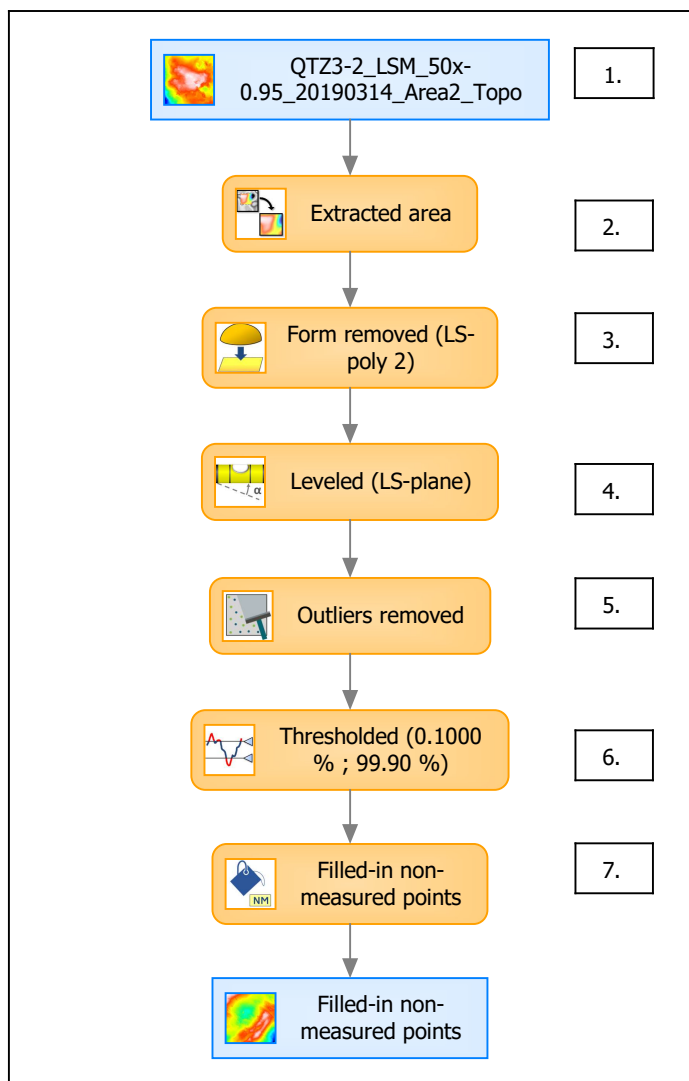 QTZ3-2_LSM_50x-
0.95_20190314_Area2_Topo
1.
Extracted area
2.
Form removed (LS-
poly 2)
3.
α
Leveled (LS-plane)
4.
Outliers removed
5.
Thresholded (0.1000
% ; 99.90 %)
6.
NM
Filled-in non-
measured points
7.
Filled-in non-
measured points